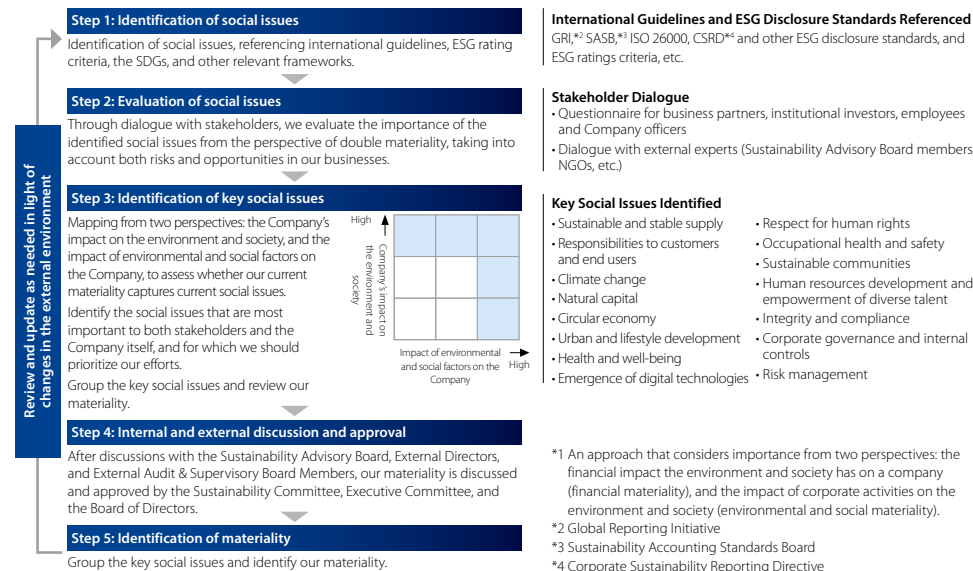 Review and update as needed in light of
changes in the external environment
Step 1: Identification of social issues
Identification of social issues, referencing international guidelines, ESG rating
criteria, the SDGs, and other relevant frameworks.
Step 2: Evaluation of social issues
Through dialogue with stakeholders, we evaluate the importance of the
identified social issues from the perspective of double materiality, taking into
account both risks and opportunities in our businesses.
Step 3: Identification of key social issues
Mapping from two perspectives: the Company's
impact on the environment and society, and the
impact of environmental and social factors on
the Company, to assess whether our current
materiality captures current social issues.
Identify the social issues that are most
important to both stakeholders and the
Company itself, and for which we should
prioritize our efforts.
Group the key social issues and review our
materiality.
High
Company's impact on
the environment and
society
Impact of environmental
and social factors on the
Company
High
Step 4: Internal and external discussion and approval
After discussions with the Sustainability Advisory Board, External Directors,
and External Audit & Supervisory Board Members, our materiality is discussed
and approved by the Sustainability Committee, Executive Committee, and
the Board of Directors.
Step 5: Identification of materiality
Group the key social issues and identify our materiality.
International Guidelines and ESG Disclosure Standards Referenced
GRI,*2 SASB,*3 ISO 26000, CSRD*4 and other ESG disclosure standards, and
ESG ratings criteria, etc.
Stakeholder Dialogue
• Questionnaire for business partners, institutional investors, employees
and Company officers
• Dialogue with external experts (Sustainability Advisory Board members
NGOs, etc.)
Key Social Issues Identified
• Sustainable and stable supply
• Responsibilities to customers
and end users
• Climate change
• Natural capital
• Circular economy
• Urban and lifestyle development
• Health and well-being
• Emergence of digital technologies
• Respect for human rights
• Occupational health and safety
• Sustainable communities
• Human resources development and
empowerment of diverse talent
• Integrity and compliance
• Corporate governance and internal
controls
• Risk management
*1 An approach that considers importance from two perspectives: the
financial impact the environment and society has on a company
(financial materiality), and the impact of corporate activities on the
environment and society (environmental and social materiality).
*2 Global Reporting Initiative
*3 Sustainability Accounting Standards Board
*4 Corporate Sustainability Reporting Directive